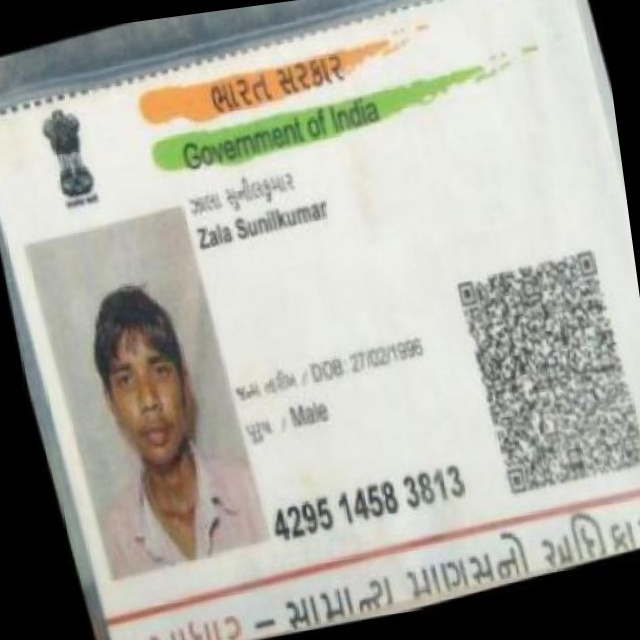 ભારત સરકાર
Government of India
ઝાલા સુનીલકુમાર
Zala Sunilkumar
જન્મ તારીખ / DOB: 27/02/1996
પુરુષ / Male
4295 1458 3813
– સામાન્ય માણસનો અધિકા